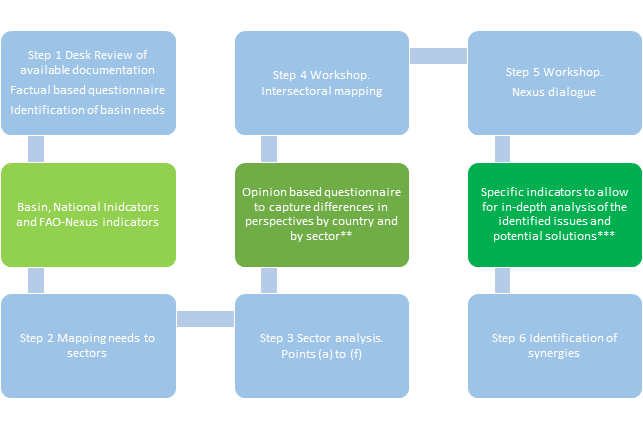 Step 1 Desk Review of
available documentation
Factual based questionnaire
Identification of basin needs
Basin, National Inidcators
and FAO-Nexus indicators
Step 2 Mapping needs to
sectors
Step 3 Sector analysis.
Points (a) to (f)
Opinion based questionnaire
to capture differences in
perspectives by country and
by sector**
Step 4 Workshop.
Intersectoral mapping
Step 5 Workshop.
Nexus dialogue
Specific indicators to allow
for in-depth analysis of the
identified issues and
potential solutions***
Step 6 Identification of
synergies